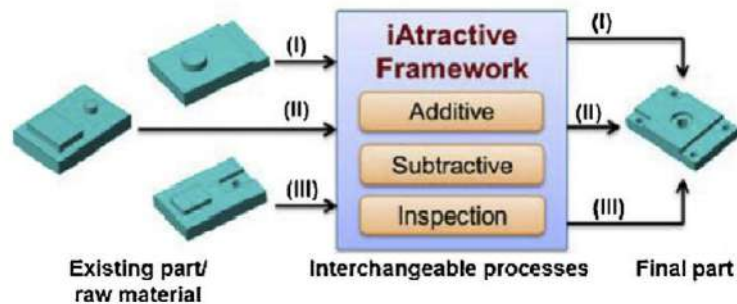 (I)
(II)
(III)
iAtractive
Framework
Additive
Subtractive
Inspection
(I)
(II)
(III)
Existing part/
raw material
Interchangeable processes
Final part